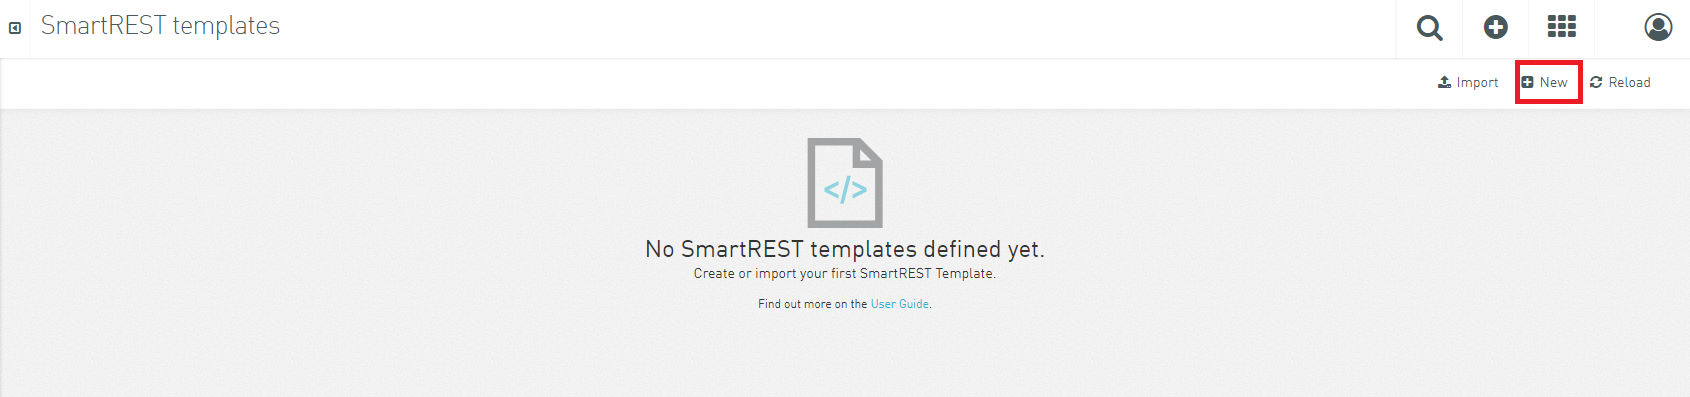 SmartREST templates
Import New Reload
</>
No SmartREST templates defined yet.
Create or import your first SmartREST Template.
Find out more on the User Guide.